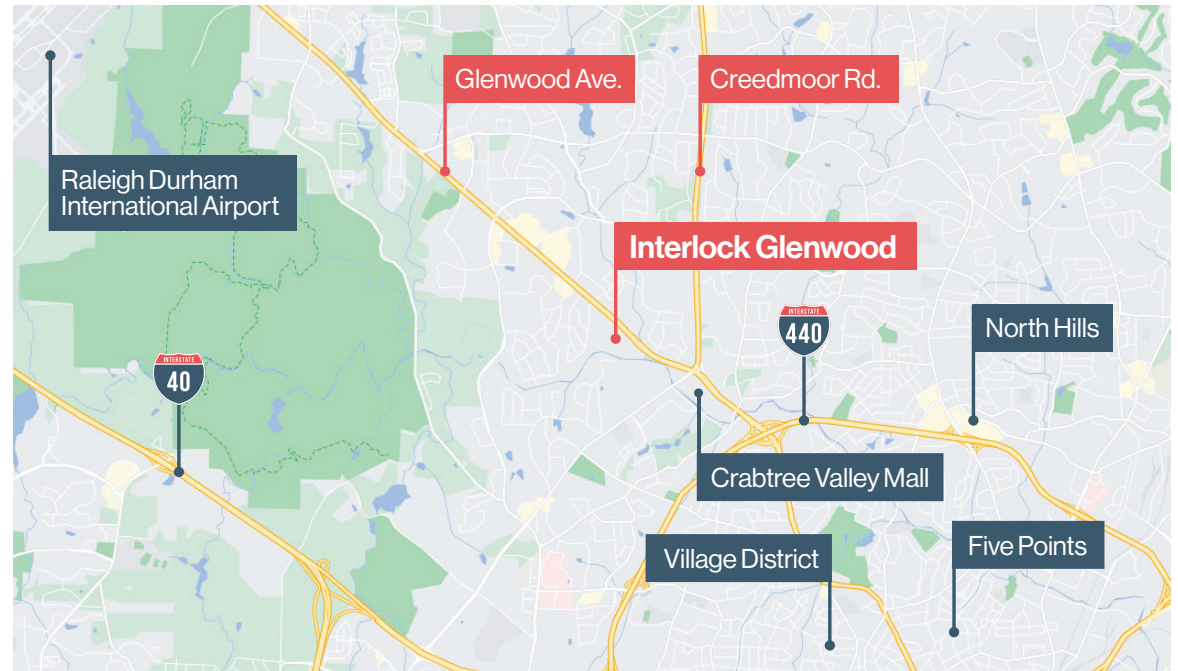 Glenwood Ave.
Creedmoor Rd.
Raleigh Durham
International Airport
Interlock Glenwood
INTERSTATE
440
North Hills
INTERSTATE
40
Crabtree Valley Mall
Village District
Five Points